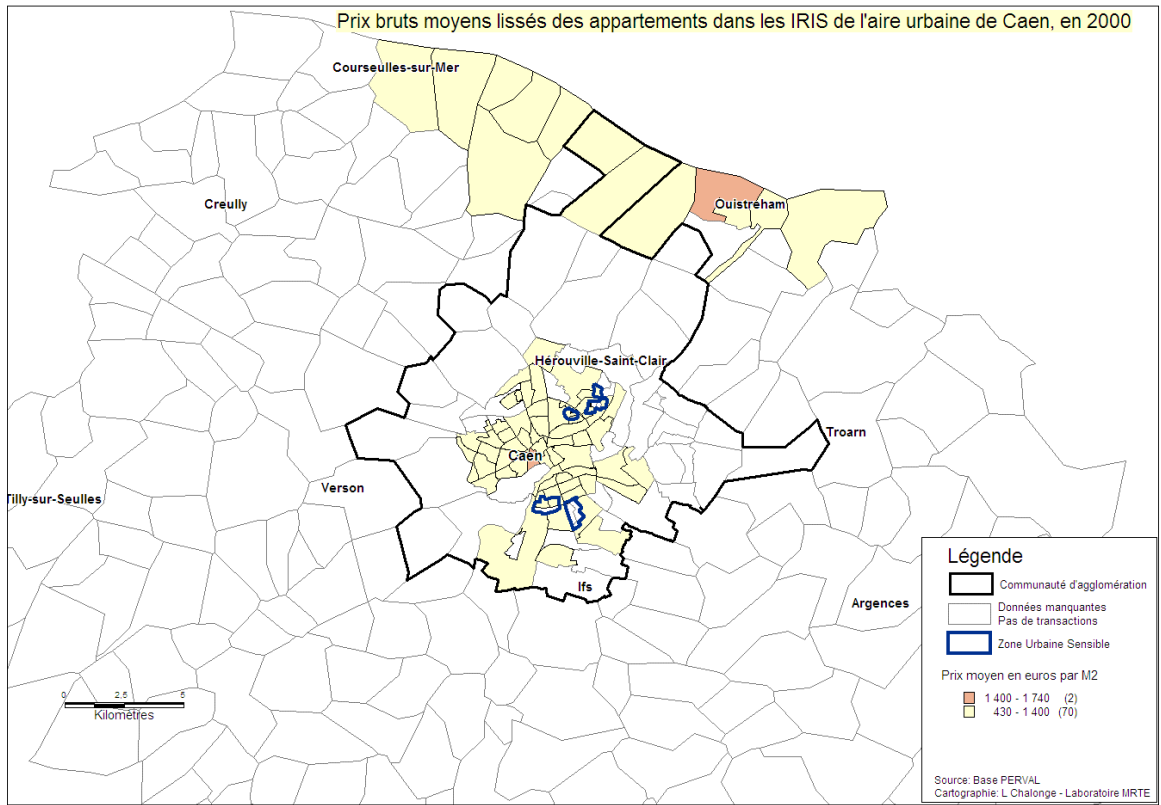 Prix bruts moyens lissés des appartements dans les IRIS de l'aire urbaine de Caen, en 2000
Courseulles-sur-Mer
Creully
Ouistreham
Hérouville-Saint-Clair
Troarn
Caen
Verson
Tilly-sur-Seulles
Ifs
Argences
0 2,5 5
Kilomètres
Légende
Communauté d'agglomération
Données manquantes
Pas de transactions
Zone Urbaine Sensible
Prix moyen en euros par M2
1 400 - 1 740 (2)
430 - 1 400 (70)
Source: Base PERVAL
Cartographie: L Chalonge - Laboratoire MRTE